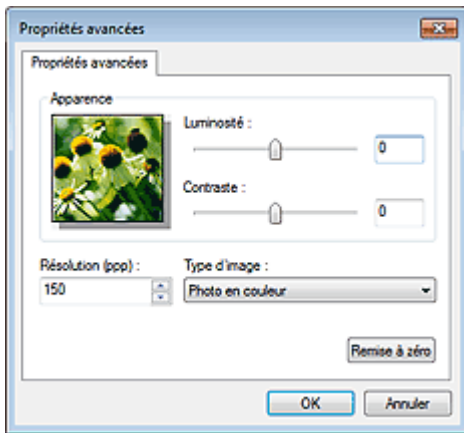 Propriétés avancées
Propriétés avancées
Apparence
Luminosité :
0
Contraste :
0
Résolution (ppp) :
Type d'image :
150
Photo en couleur
Remise à zéro
OK
Annuler